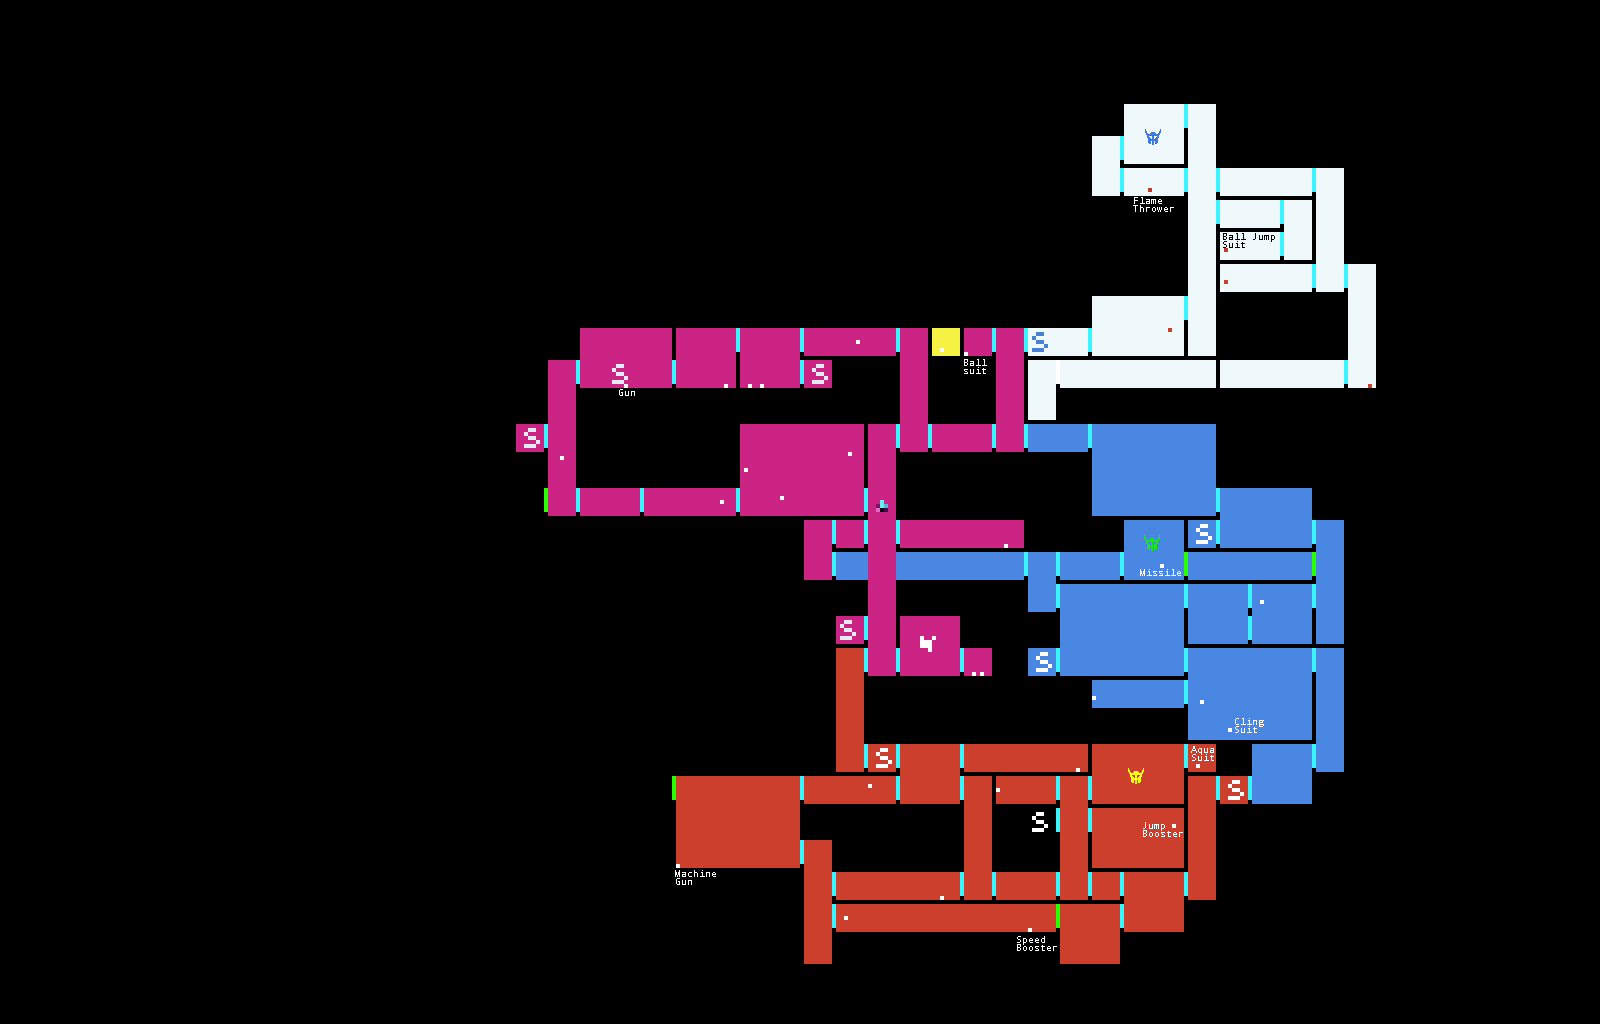 Flame
Thrower
Ball Jump
Suit
S
Ball
suit
S
S
Gun
S
S
Missile
S
S
Cling
Suit
Aqua
Suit
S
S
S
Jump
Booster
Machine
Gun
Speed
Booster